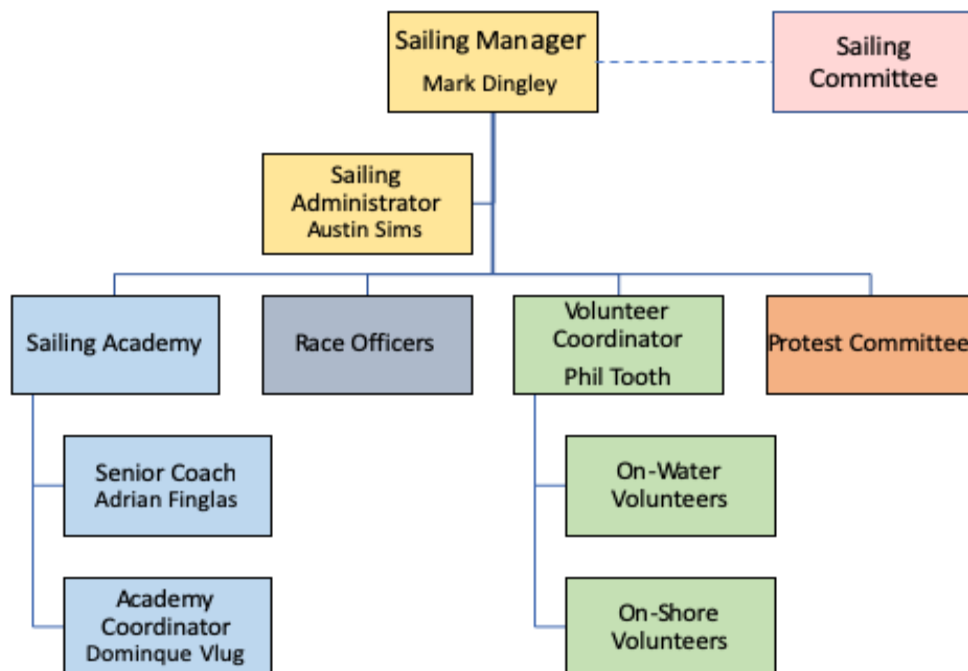 Sailing Manager
Mark Dingley
Sailing
Committee
Sailing
Administrator
Austin Sims
Sailing Academy
Race Officers
Volunteer
Coordinator
Phil Tooth
Protest Committee
Senior Coach
Adrian Finglas
On-Water
Volunteers
Academy
Coordinator
Dominque Vlug
On-Shore
Volunteers